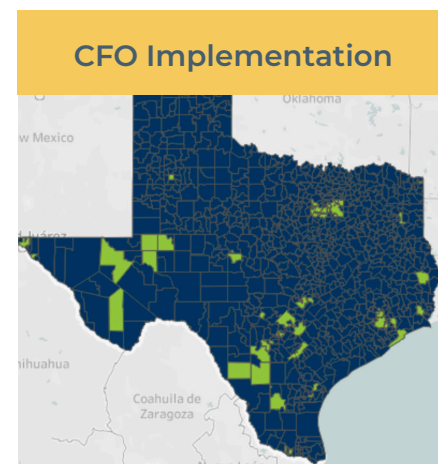 CFO Implementation
Oklahoma
w Mexico
Juárez
hihuahua
Coahuila de
Zaragoza